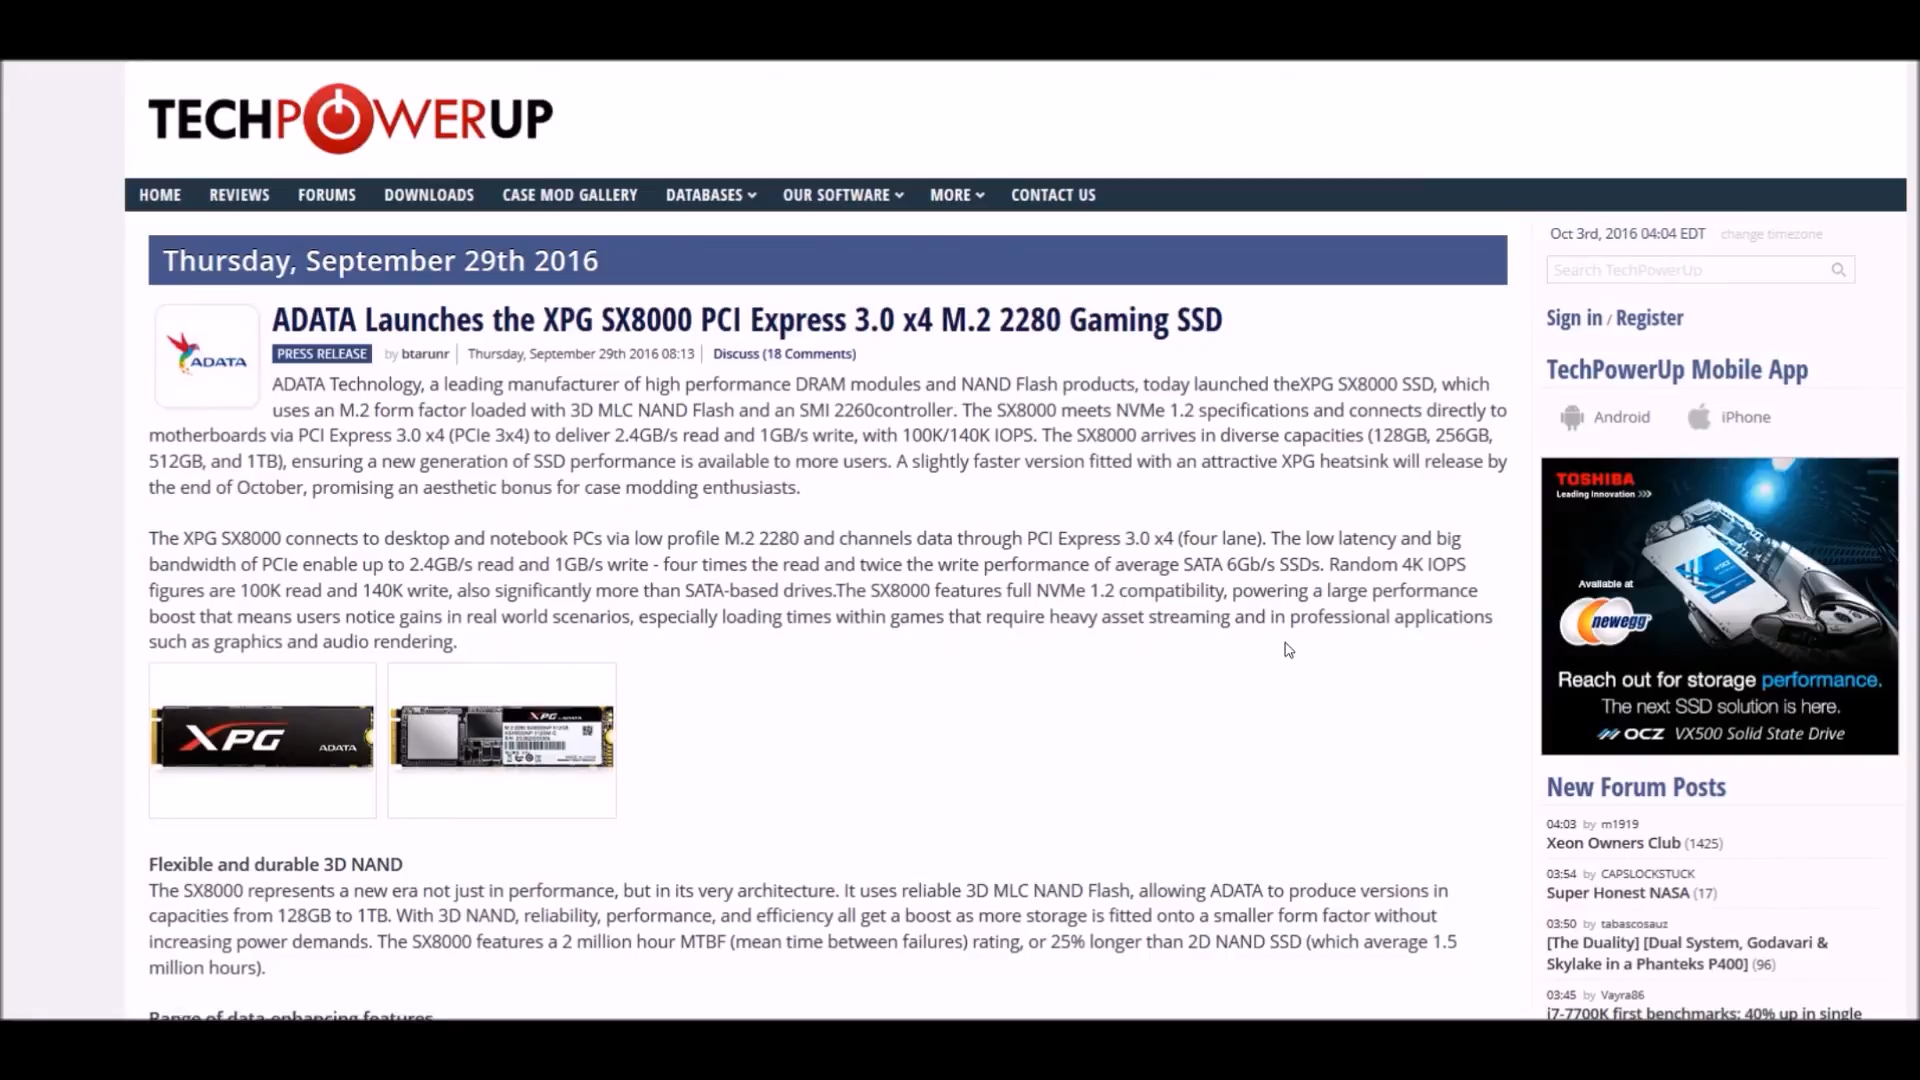 TECHPOWERUP
HOME REVIEWS FORUMS DOWNLOADS CASE MOD GALLERY DATABASES OUR SOFTWARE MORE CONTACT US
Thursday, September 29th 2016
ADATA
ADATA Launches the XPG SX8000 PCI Express 3.0 x4 M.2 2280 Gaming SSD
PRESS RELEASE by btarunr Thursday, September 29th 2016 08:13 Discuss (18 Comments)
ADATA Technology, a leading manufacturer of high performance DRAM modules and NAND Flash products, today launched theXPG SX8000 SSD, which
uses an M.2 form factor loaded with 3D MLC NAND Flash and an SMI 2260controller. The SX8000 meets NVMe 1.2 specifications and connects directly to
motherboards via PCI Express 3.0 x4 (PCIe 3x4) to deliver 2.4GB/s read and 1GB/s write, with 100K/140K IOPS. The SX8000 arrives in diverse capacities (128GB, 256GB,
512GB, and 1TB), ensuring a new generation of SSD performance is available to more users. A slightly faster version fitted with an attractive XPG heatsink will release by
the end of October, promising an aesthetic bonus for case modding enthusiasts.
The XPG SX8000 connects to desktop and notebook PCs via low profile M.2 2280 and channels data through PCI Express 3.0 x4 (four lane). The low latency and big
bandwidth of PCIe enable up to 2.4GB/s read and 1GB/s write - four times the read and twice the write performance of average SATA 6Gb/s SSDs. Random 4K IOPS
figures are 100K read and 140K write, also significantly more than SATA-based drives.The SX8000 features full NVMe 1.2 compatibility, powering a large performance
boost that means users notice gains in real world scenarios, especially loading times within games that require heavy asset streaming and in professional applications
such as graphics and audio rendering.
XPG ADATA
XPG
Flexible and durable 3D NAND
The SX8000 represents a new era not just in performance, but in its very architecture. It uses reliable 3D MLC NAND Flash, allowing ADATA to produce versions in
capacities from 128GB to 1TB. With 3D NAND, reliability, performance, and efficiency all get a boost as more storage is fitted onto a smaller form factor without
increasing power demands. The SX8000 features a 2 million hour MTBF (mean time between failures) rating, or 25% longer than 2D NAND SSD (which average 1.5
million hours).
Range of data-enhancing features
Oct 3rd, 2016 04:04 EDT change timezone
Search TechPowerUp
Sign in / Register
TechPowerUp Mobile App
Android iPhone
TOSHIBA
Leading Innovation >>>
Available at
newegg
Reach out for storage performance.
The next SSD solution is here.
OCZ VX500 Solid State Drive
New Forum Posts
04:03 by m1919
Xeon Owners Club (1425)
03:54 by CAPSLOCKSTUCK
Super Honest NASA (17)
03:50 by tabascosauz
[The Duality] [Dual System, Godavari &
Skylake in a Phanteks P400] (96)
03:45 by Vayra86
i7-7700K first benchmarks: 40% up in single